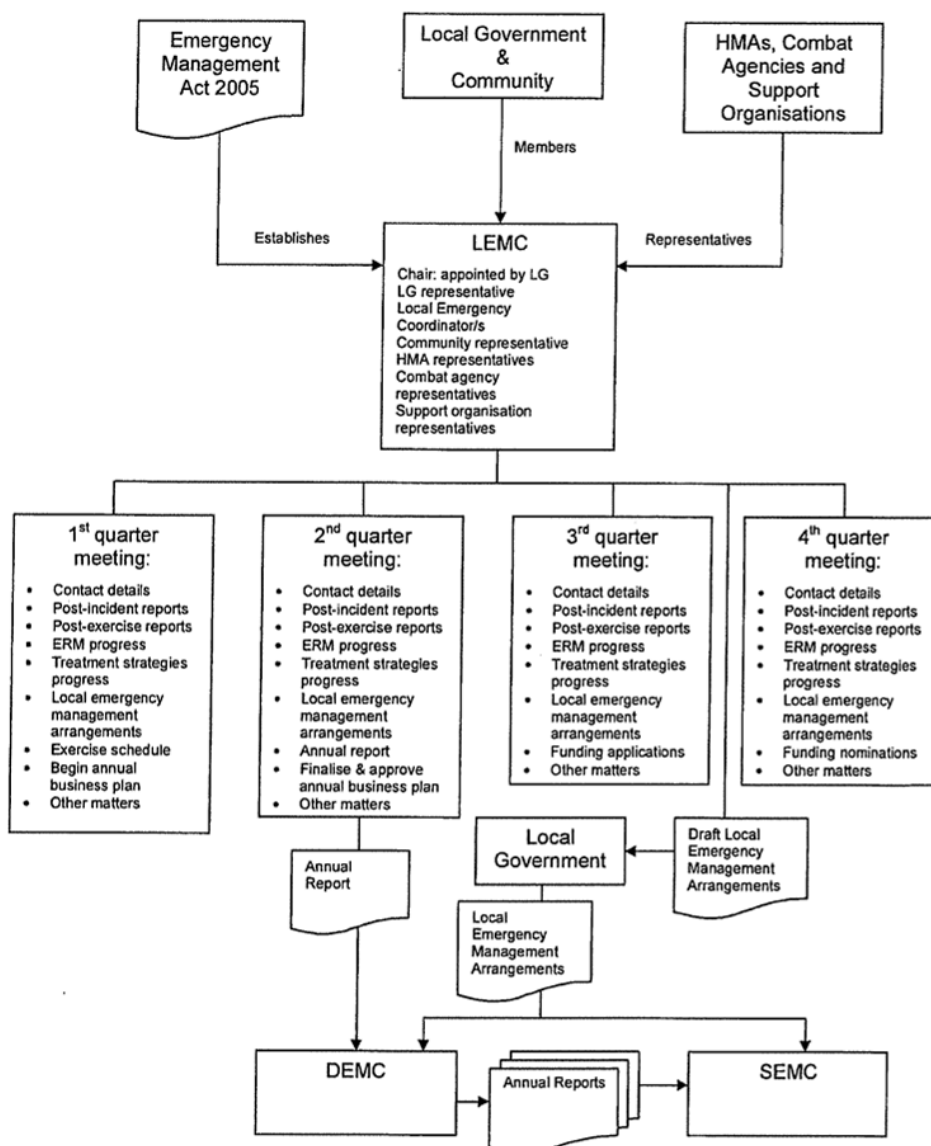 Emergency
Management
Act 2005
Local Government
&
Community
HMAs, Combat
Agencies and
Support
Organisations
Members
Establishes
Representatives
LEMC
Chair: appointed by LG
LG representative
Local Emergency
Coordinator/s
Community representative
HMA representatives
Combat agency
representatives
Support organisation
representatives
1st quarter
meeting:
• Contact details
• Post-incident reports
• Post-exercise reports
• ERM progress
• Treatment strategies
progress
• Local emergency
management
arrangements
• Exercise schedule
• Begin annual
business plan
• Other matters
2nd quarter
meeting:
• Contact details
• Post-incident reports
• Post-exercise reports
• ERM progress
• Treatment strategies
progress
• Local emergency
management
arrangements
• Annual report
• Finalise & approve
annual business plan
• Other matters
3rd quarter
meeting:
• Contact details
• Post-incident reports
• Post-exercise reports
• ERM progress
• Treatment strategies
progress
• Local emergency
management
arrangements
• Funding applications
• Other matters
4th quarter
meeting:
• Contact details
• Post-incident reports
• Post-exercise reports
• ERM progress
• Treatment strategies
progress
• Local emergency
management
arrangements
• Funding nominations
• Other matters
Annual
Report
Local
Government
Draft Local
Emergency
Management
Arrangements
Local
Emergency
Management
Arrangements
DEMC
Annual Reports
SEMC